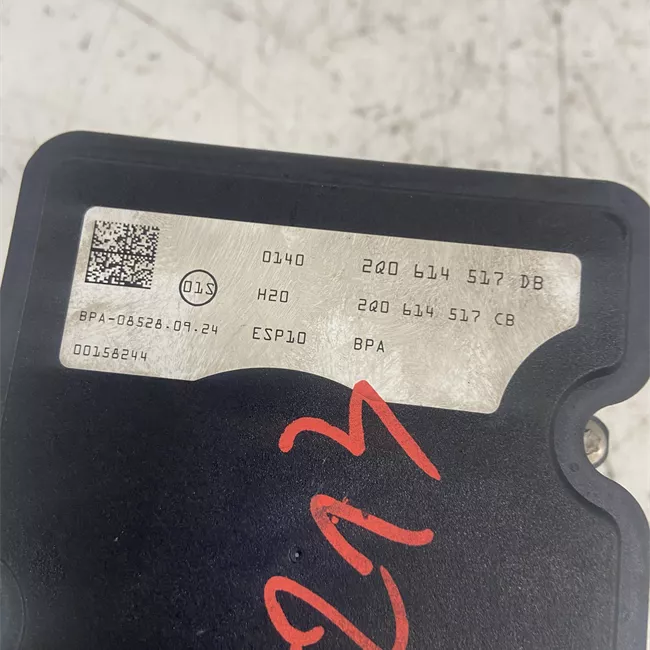 0140 2Q0 614 517 DB
01S H20 2Q0 614 517 CB
BPA-08528.09.24 ESP10 BPA
00158244